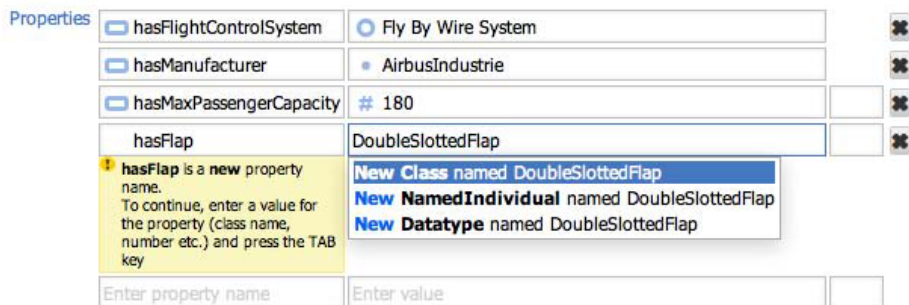 Properties
hasFlightControlSystem Fly By Wire System
hasManufacturer AirbusIndustrie
hasMaxPassengerCapacity # 180
hasFlap DoubleSlottedFlap
hasFlap is a new property
name.
To continue, enter a value for
the property (class name,
number etc.) and press the TAB
key
New Class named DoubleSlottedFlap
New NamedIndividual named DoubleSlottedFlap
New Datatype named DoubleSlottedFlap
Enter property name Enter value